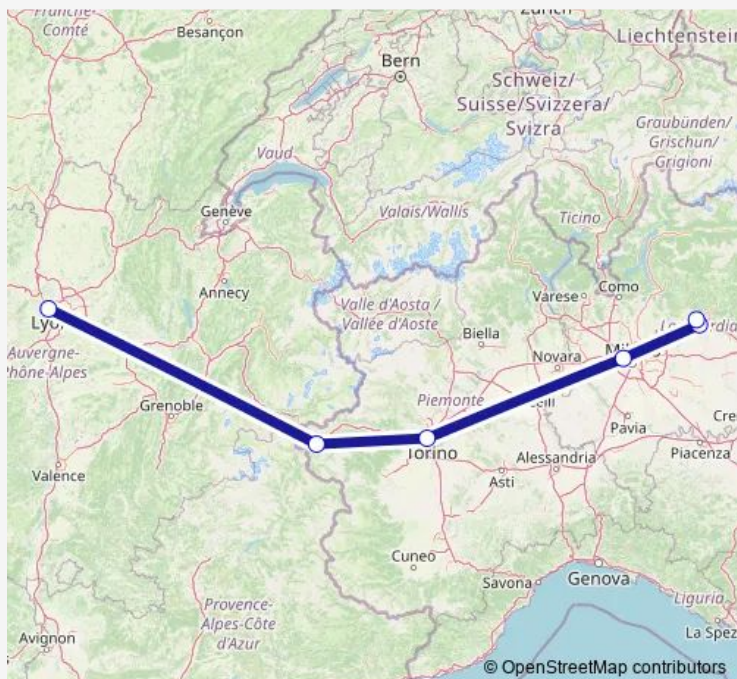 Franche-
Comté
Besançon
Zürich
Liechtenstein
Bern
Schweiz/
Suisse/Svizzera/
Svizra
Graubünden/
Grischun/
Grigioni
Vaud
Genève
Valais/Wallis
Ticino
Annecy
Valle d'Aosta /
Vallée d'Aoste
Varese
Como
Biella
Novara
Auvergne-
Rhône-Alpes
Grenoble
Piemonte
Pavia
Piacenza
Torino
Valence
Asti
Alessandria
Cuneo
Savona
Genova
Liguria
Provence-
Alpes-Côte
d'Azur
La Spez
Avignon
© OpenStreetMap contributors